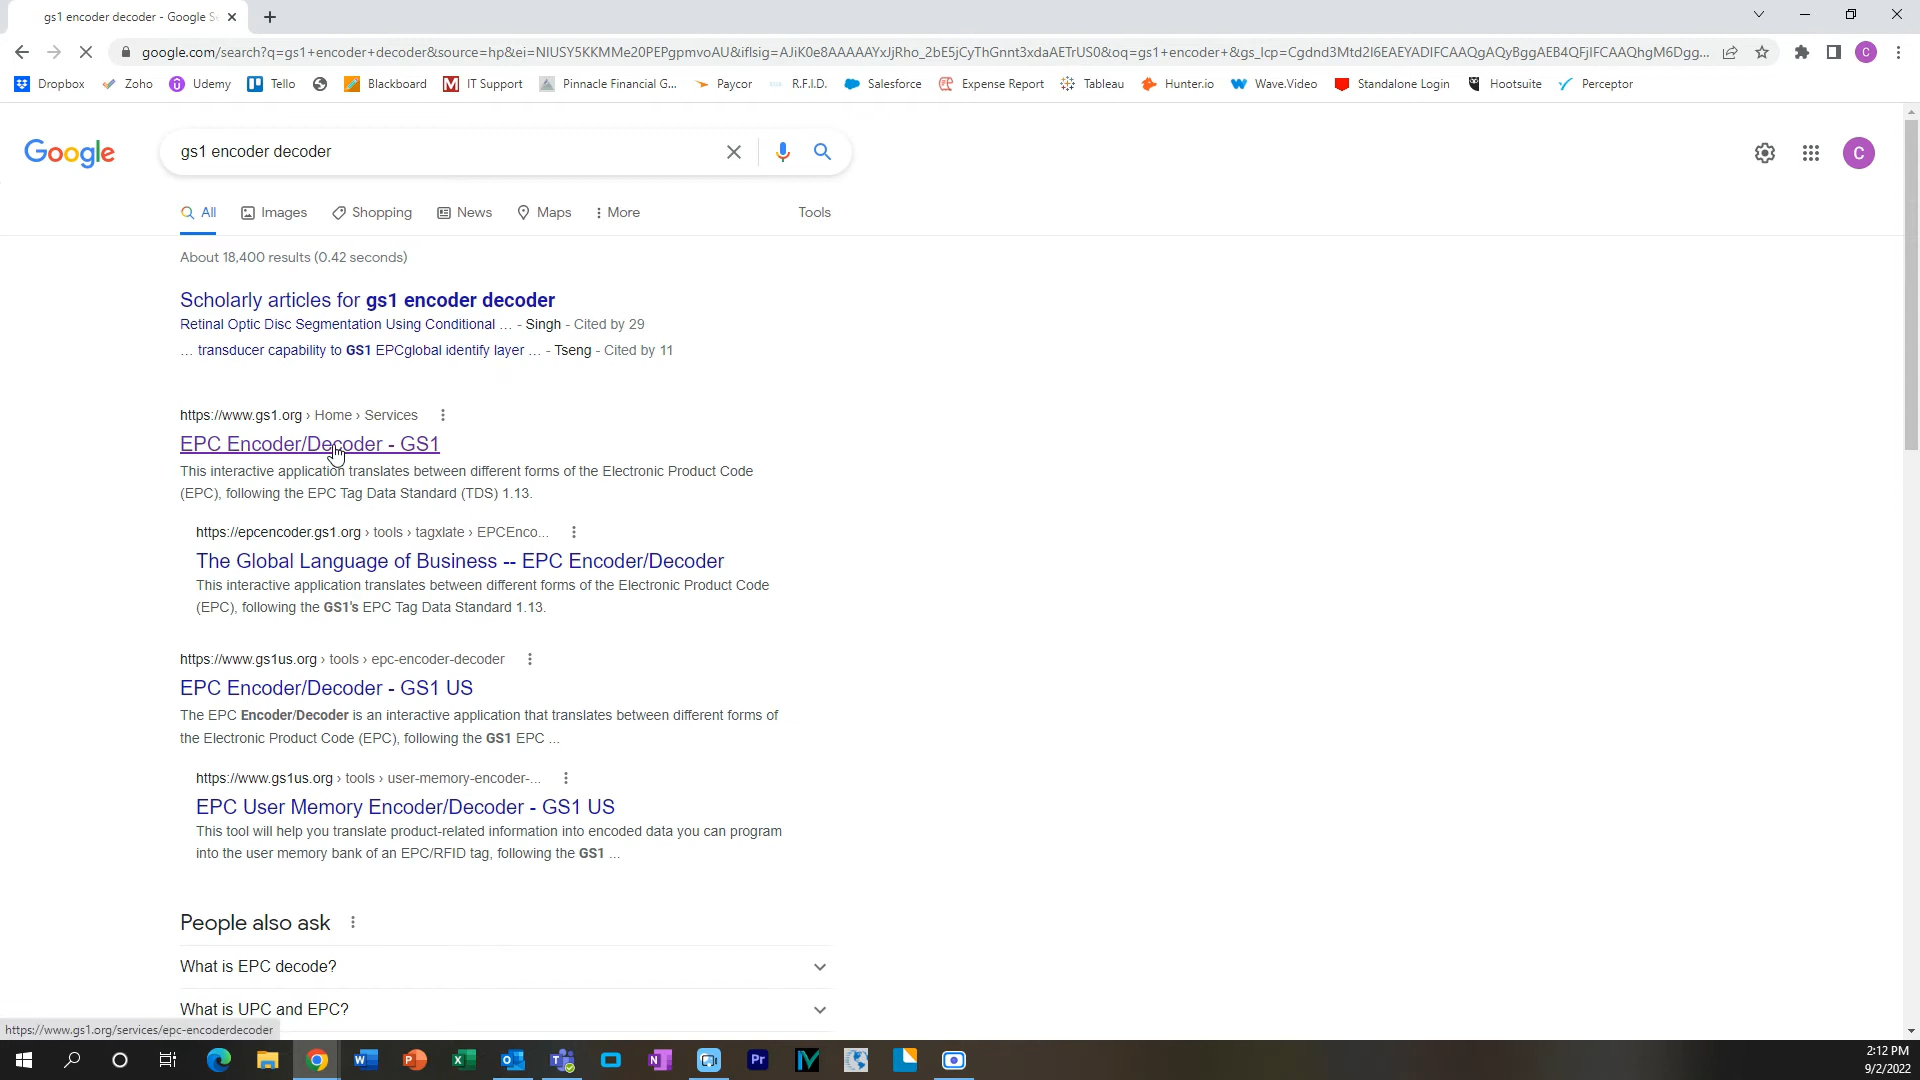 gs1 encoder decoder - Google S
google.com/search?q=gs1+encoder+decoder&source=hp&ei=NIUSY5KKMMe20PEPgpmvoAU&iflsig=AJiK0e8AAAAAYxJjRho_2bE5jCyThGnnt3xdaAETrUS0&oq=gs1+encoder+&gs_lcp=Cgdnd3Mtd2l6EAEYADIFCAAQgAQyBggAEB4QFjIFCAAQhgM6Dgg...
Dropbox Zoho Udemy Tello Blackboard IT Support Pinnacle Financial G... Paycor R.F.I.D. Salesforce Expense Report Tableau Hunter.io Wave.Video Standalone Login Hootsuite Perceptor
Google gs1 encoder decoder C
All Images Shopping News Maps More Tools
About 18,400 results (0.42 seconds)
Scholarly articles for gs1 encoder decoder
Retinal Optic Disc Segmentation Using Conditional ... - Singh - Cited by 29
... transducer capability to GS1 EPCglobal identify layer ... - Tseng - Cited by 11
https://www.gs1.org › Home › Services
EPC Encoder/Decoder - GS1
This interactive application translates between different forms of the Electronic Product Code
(EPC), following the EPC Tag Data Standard (TDS) 1.13.
https://epcencoder.gs1.org › tools › tagxlate › EPCEnco...
The Global Language of Business -- EPC Encoder/Decoder
This interactive application translates between different forms of the Electronic Product Code
(EPC), following the GS1's EPC Tag Data Standard 1.13.
https://www.gs1us.org › tools › epc-encoder-decoder
EPC Encoder/Decoder - GS1 US
The EPC Encoder/Decoder is an interactive application that translates between different forms of
the Electronic Product Code (EPC), following the GS1 EPC ...
https://www.gs1us.org › tools › user-memory-encoder-...
EPC User Memory Encoder/Decoder - GS1 US
This tool will help you translate product-related information into encoded data you can program
into the user memory bank of an EPC/RFID tag, following the GS1 ...
People also ask
What is EPC decode?
What is UPC and EPC?
https://www.gs1.org/services/epc-encoderdecoder
2:12 PM
9/2/2022